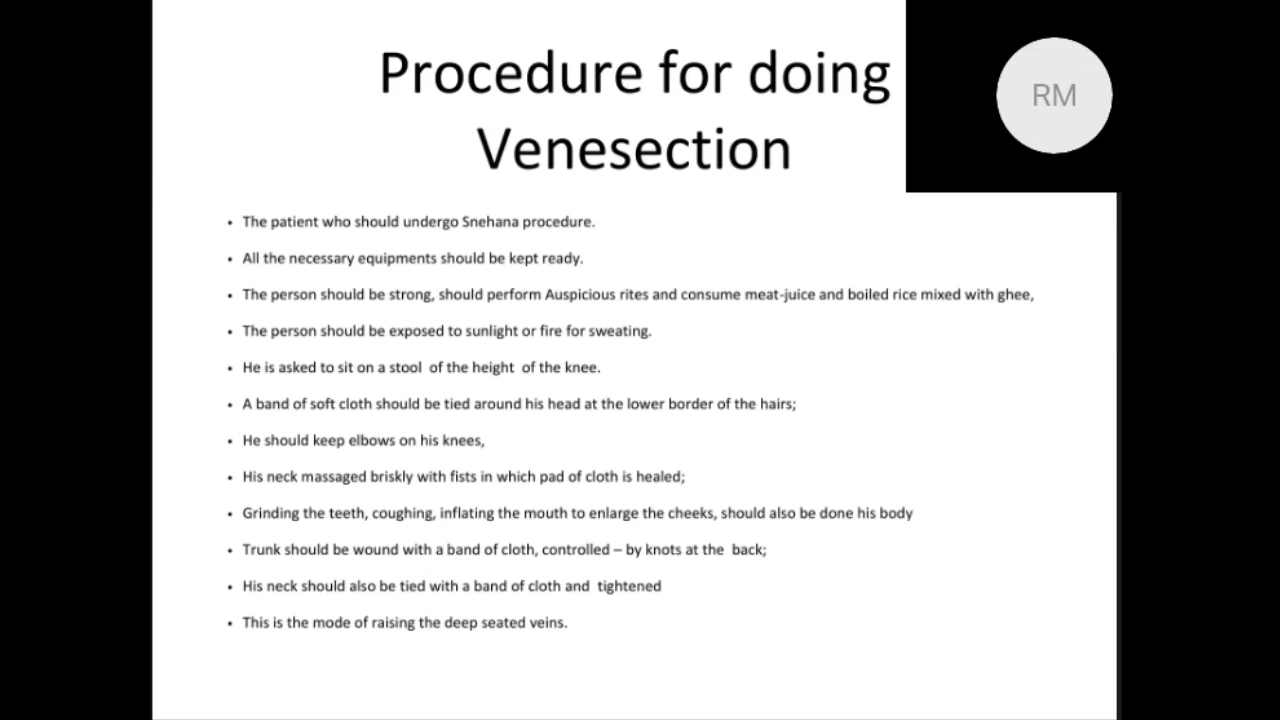 Procedure for doing
Venesection
RM
• The patient who should undergo Snehana procedure.
• All the necessary equipments should be kept ready.
• The person should be strong, should perform Auspicious rites and consume meat-juice and boiled rice mixed with ghee,
• The person should be exposed to sunlight or fire for sweating.
• He is asked to sit on a stool  of the height  of the knee.
• A band of soft cloth should be tied around his head at the lower border of the hairs;
• He should keep elbows on his knees,
• His neck massaged briskly with fists in which pad of cloth is healed;
• Grinding the teeth, coughing, inflating the mouth to enlarge the cheeks, should also be done his body
• Trunk should be wound with a band of cloth, controlled – by knots at the  back;
• His neck should also be tied with a band of cloth and  tightened
• This is the mode of raising the deep seated veins.